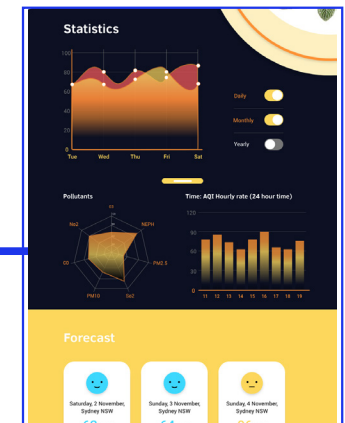 Statistics
100
80
60
40
20
0
Tue Wed Thu Fri Sat
Daily
Monthly
Yearly
Pollutants
No2
NEPH
CO
PM2.5
PM10
So2
Time: AQI Hourly rate (24 hour time)
120
90
60
30
0
11 12 13 14 15 16 17 18 19
Forecast
Saturday, 2 November,
Sydney NSW
Sunday, 3 November,
Sydney NSW
Sunday, 4 November,
Sydney NSW